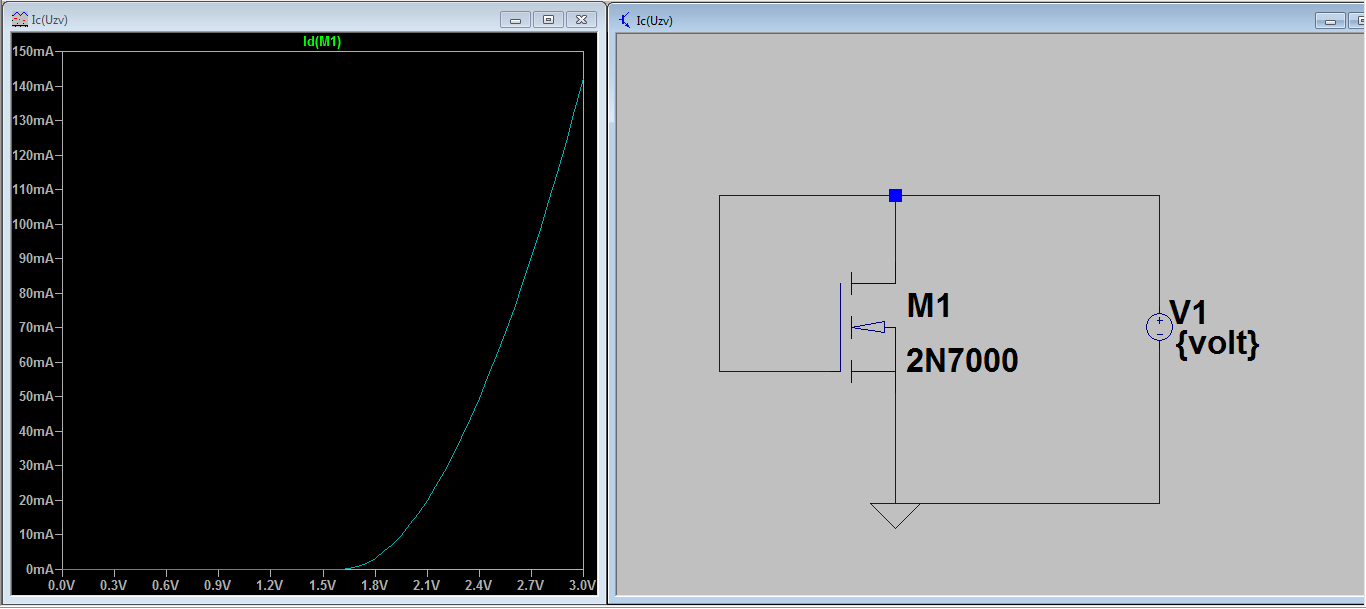 Ic(Uzv)
Id(M1)
150mA
140mA
130mA
120mA
110mA
100mA
90mA
80mA
70mA
60mA
50mA
40mA
30mA
20mA
10mA
0mA
0.0V 0.3V 0.6V 0.9V 1.2V 1.5V 1.8V 2.1V 2.4V 2.7V 3.0V
Ic(Uzv)
M1
2N7000
V1
{volt}